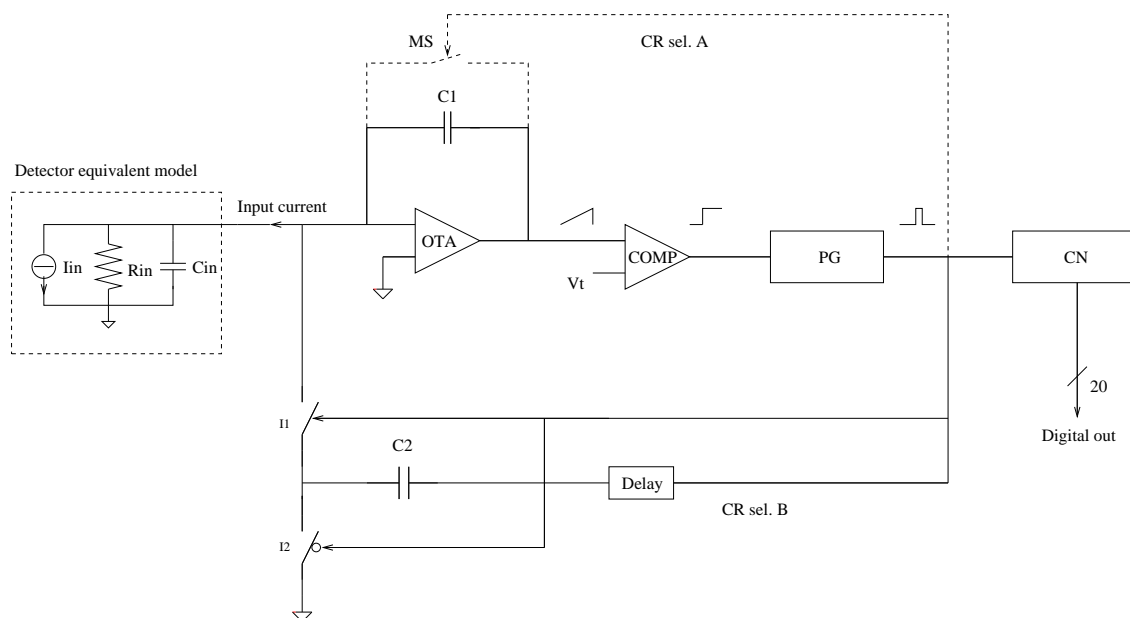 MS
CR sel. A
C1
Detector equivalent model
Input current
Iin
Rin
Cin
OTA
COMP
Vt
PG
CN
20
Digital out
I1
C2
Delay
CR sel. B
I2